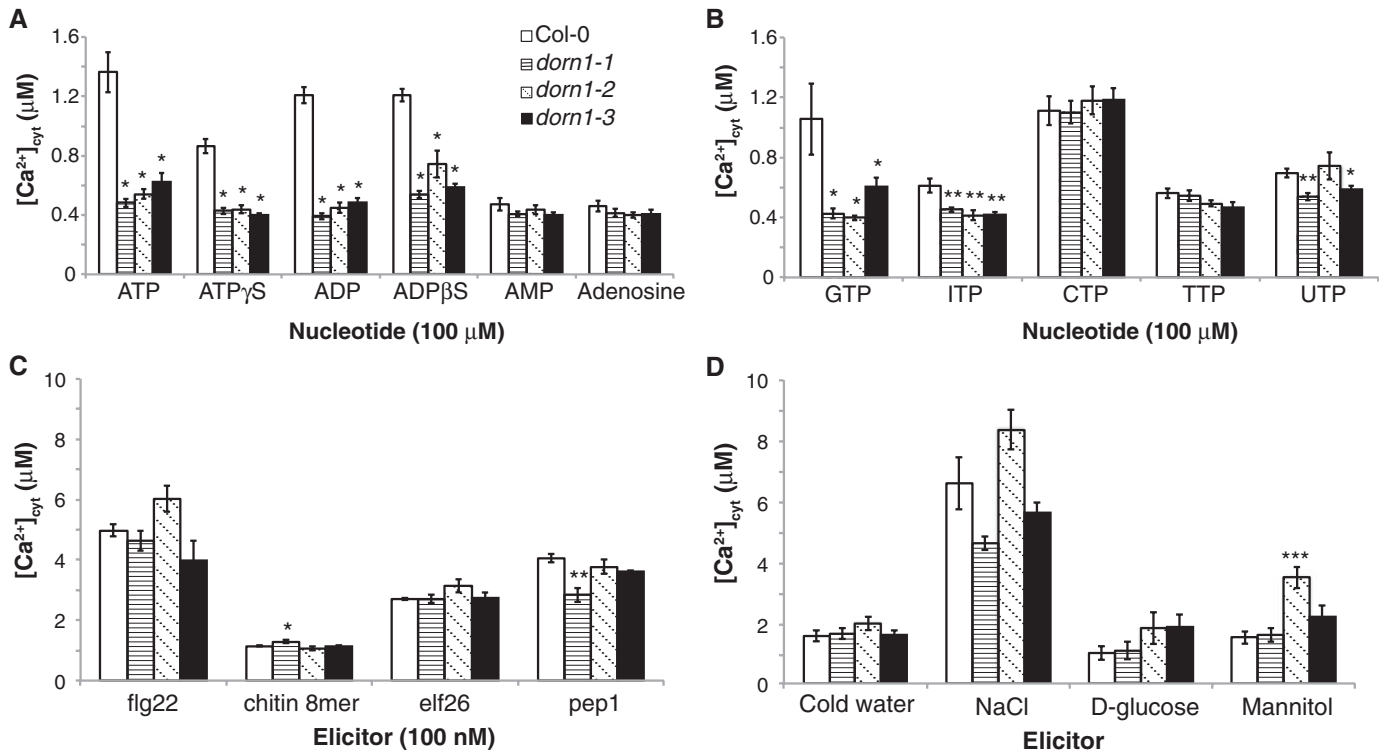 A
[Ca²⁺]cyt (μM)
1.6
1.2
0.8
0.4
0
Col-0
dorn1-1
dorn1-2
dorn1-3
* * *
* * *
* * *
* * *
ATP ATPγS ADP ADPβS AMP Adenosine
Nucleotide (100 μM)
B
[Ca²⁺]cyt (μM)
1.6
1.2
0.8
0.4
0
* * *
** ** **
** *
GTP ITP CTP TTP UTP
Nucleotide (100 μM)
C
[Ca²⁺]cyt (μM)
10
8
6
4
2
0
*
**
flg22 chitin 8mer elf26 pep1
Elicitor (100 nM)
D
[Ca²⁺]cyt (μM)
10
8
6
4
2
0
***
Cold water NaCl D-glucose Mannitol
Elicitor